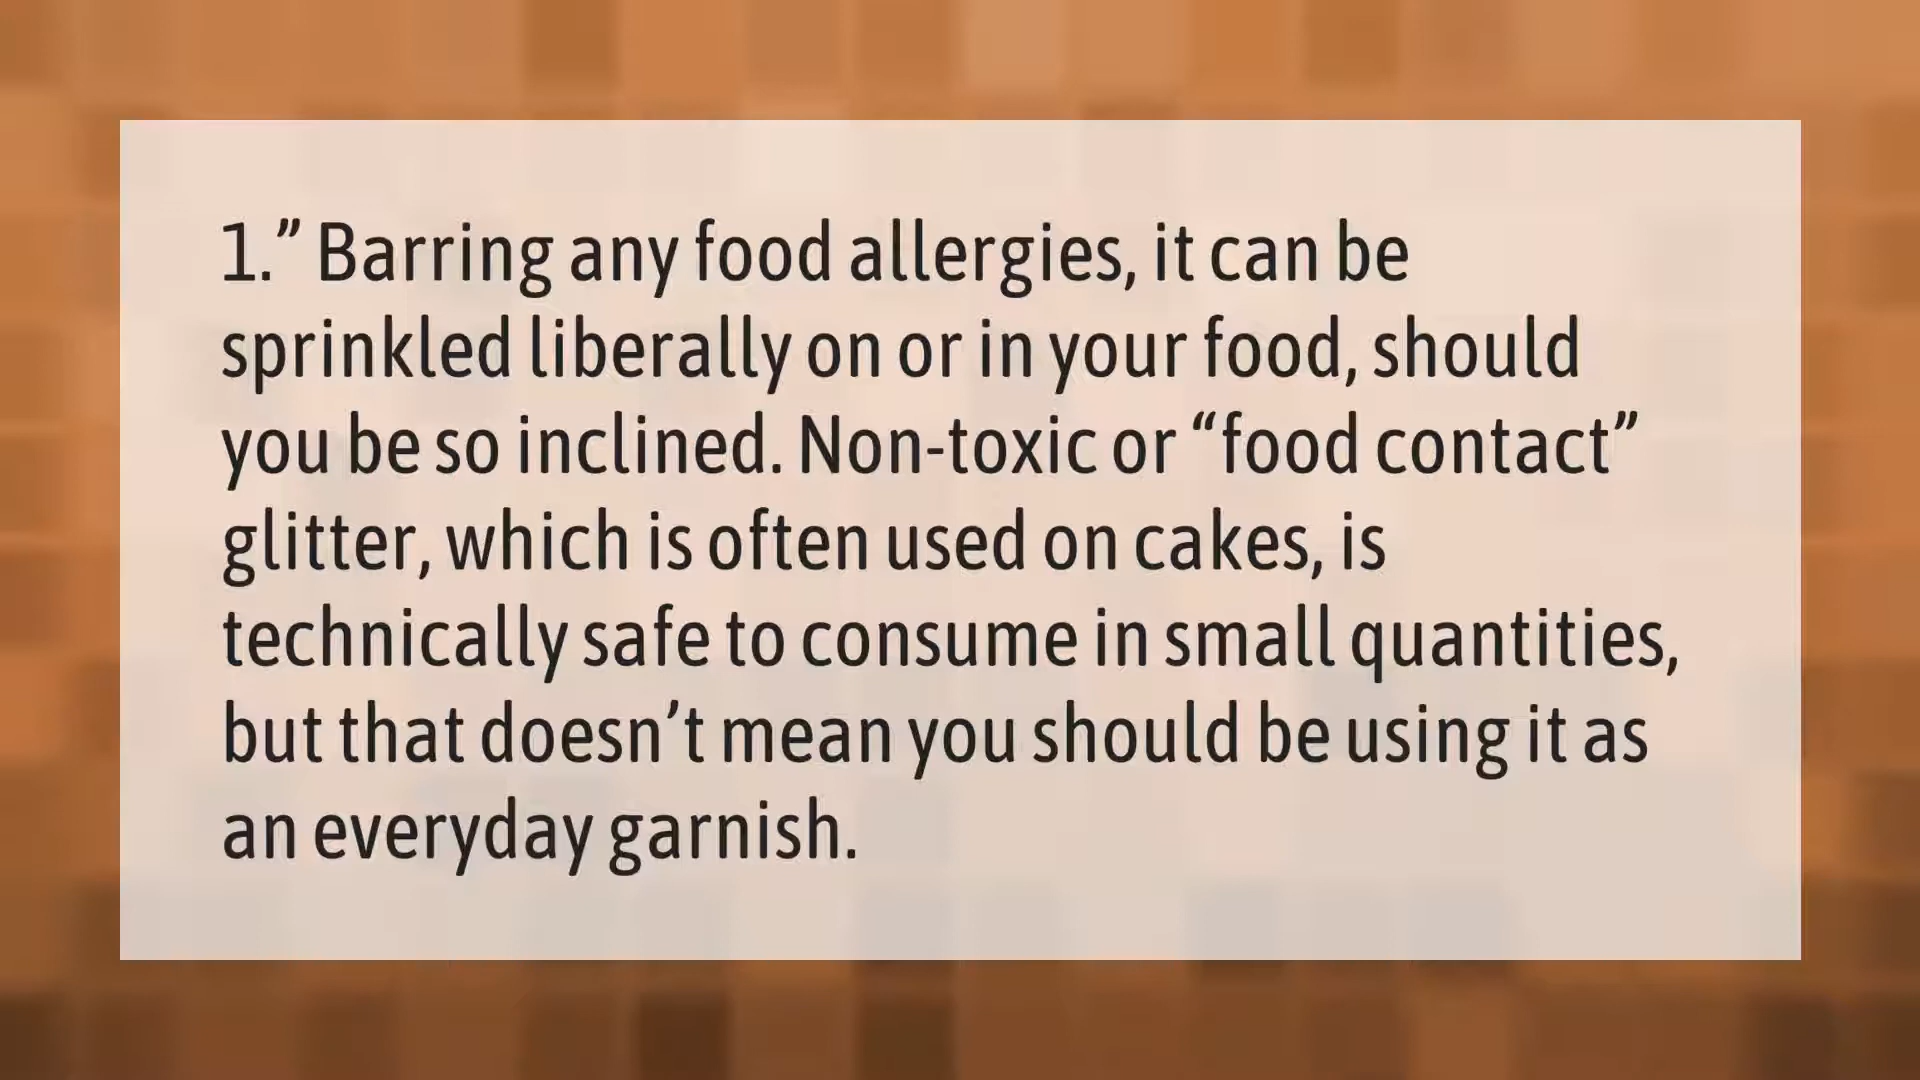 1.” Barring any food allergies, it can be
sprinkled liberally on or in your food, should
you be so inclined. Non-toxic or “food contact”
glitter, which is often used on cakes, is
technically safe to consume in small quantities,
but that doesn’t mean you should be using it as
an everyday garnish.